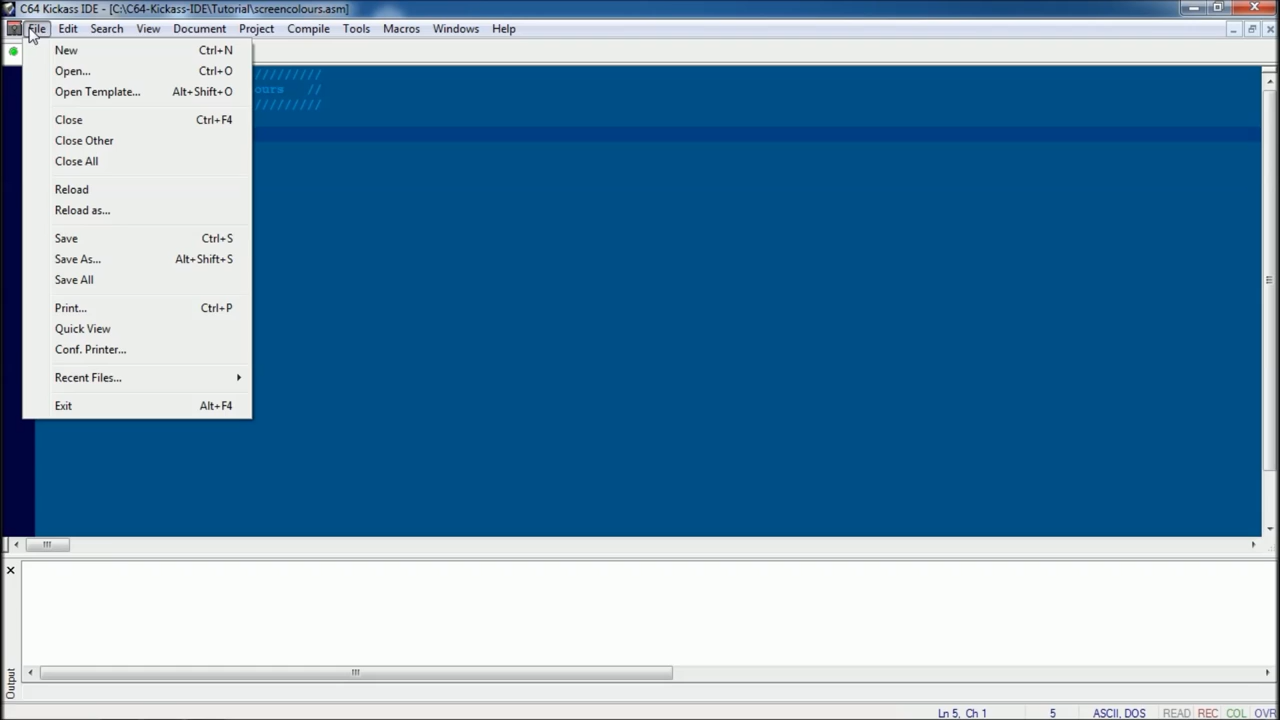 C64 Kickass IDE - [C:\C64-Kickass-IDE\Tutorial\screencolours.asm]
File Edit Search View Document Project Compile Tools Macros Windows Help
New Ctrl+N
Open... Ctrl+O
Open Template... Alt+Shift+O
Close Ctrl+F4
Close Other
Close All
Reload
Reload as...
Save Ctrl+S
Save As... Alt+Shift+S
Save All
Print... Ctrl+P
Quick View
Conf. Printer...
Recent Files...
Exit Alt+F4
/////////
ours //
/////////
Output
Ln 5, Ch 1 5 ASCII, DOS READ REC COL OVR